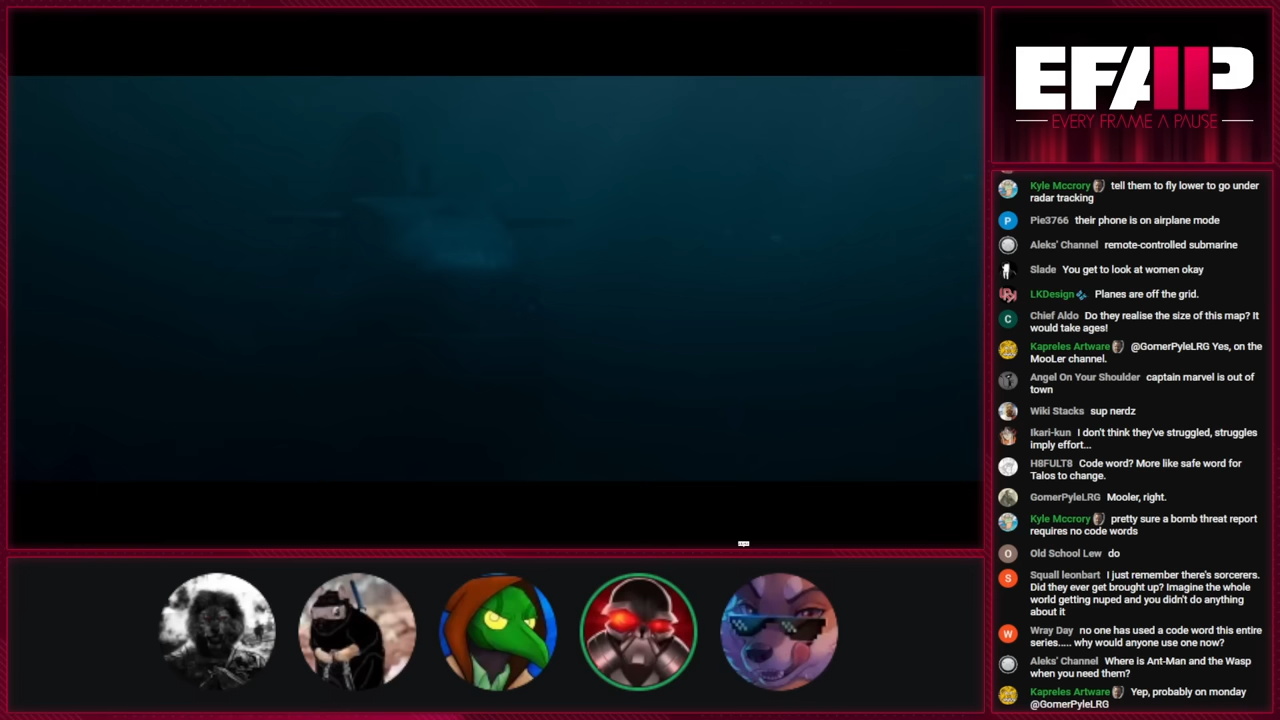 EFAP
EVERY FRAME A PAUSE
Kyle Mccrory tell them to fly lower to go under
radar tracking
P Pie3766 their phone is on airplane mode
Aleks' Channel remote-controlled submarine
Slade You get to look at women okay
LKDesign Planes are off the grid.
C Chief Aldo Do they realise the size of this map? It
would take ages!
Kapreles Artware @GomerPyleLRG Yes, on the
MooLer channel.
Angel On Your Shoulder captain marvel is out of
town
Wiki Stacks sup nerdz
Ikari-kun I don't think they've struggled, struggles
imply effort...
H8FULT8 Code word? More like safe word for
Talos to change.
GomerPyleLRG Mooler, right.
Kyle Mccrory pretty sure a bomb threat report
requires no code words
O Old School Lew do
S Squall leonbart I just remember there's sorcerers.
Did they ever get brought up? Imagine the whole
world getting nuped and you didn't do anything
about it
W Wray Day no one has used a code word this entire
series..... why would anyone use one now?
Aleks' Channel Where is Ant-Man and the Wasp
when you need them?
Kapreles Artware Yep, probably on monday
@GomerPyleLRG